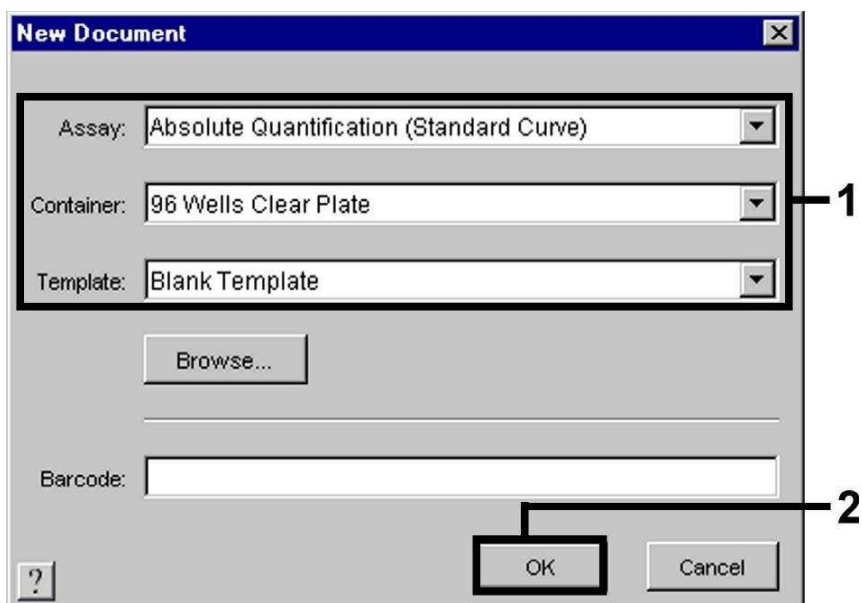 New Document
Assay: Absolute Quantification (Standard Curve)
Container: 96 Wells Clear Plate
1
Template: Blank Template
Browse...
Barcode:
2
? OK Cancel